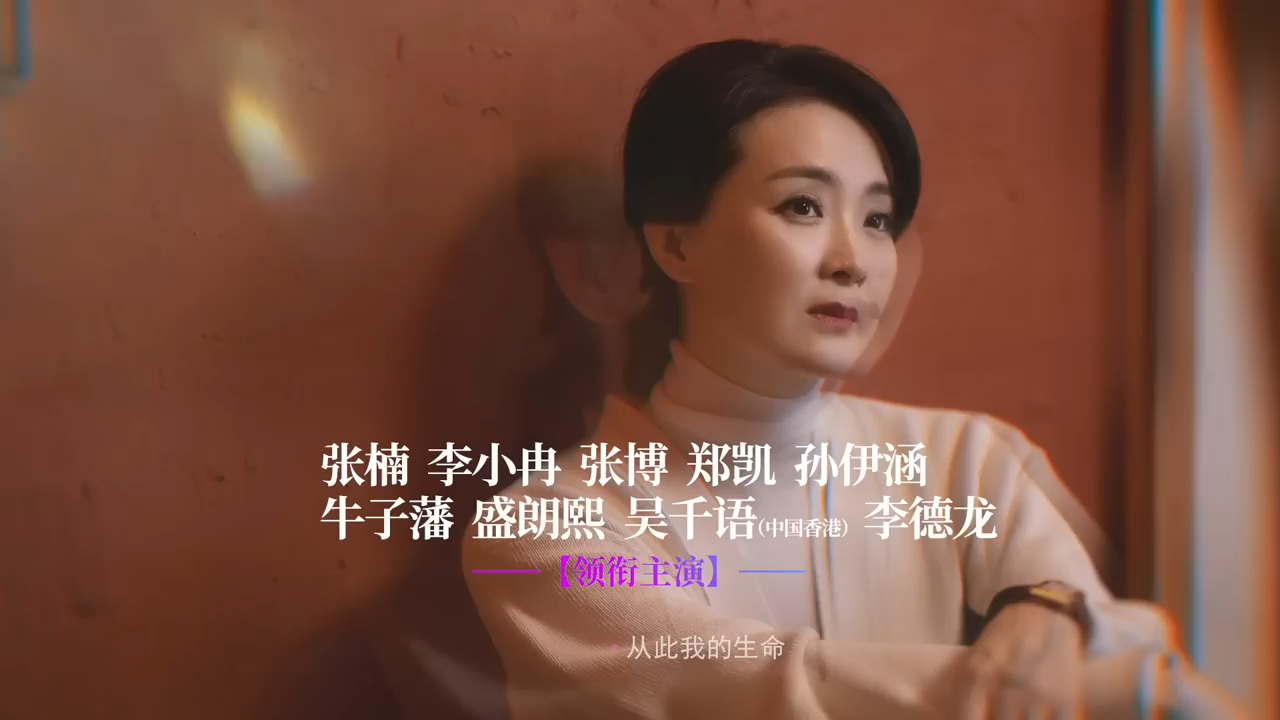 张楠 李小冉 张博 郑凯 孙伊涵
牛子藩 盛朗熙 吴千语(中国香港) 李德龙
【领衔主演】
从此我的生命